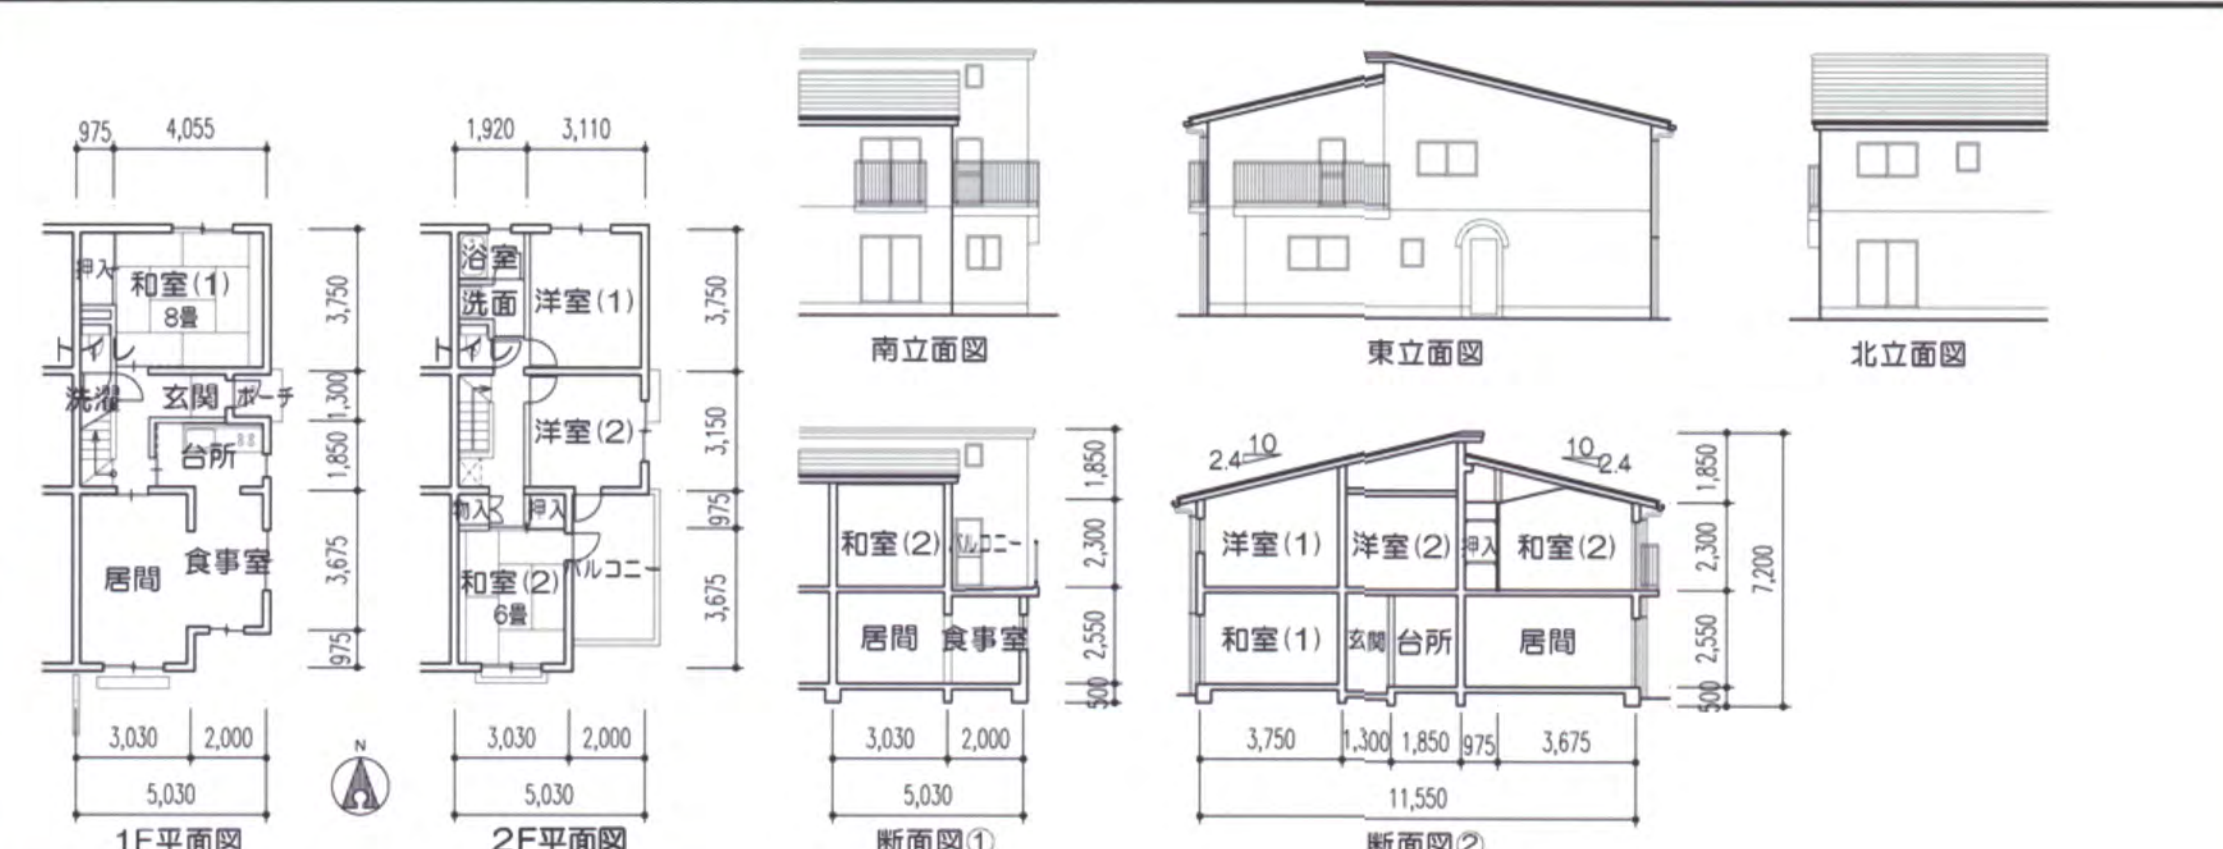 975 4,055
押入
和室(1)
8畳
トイレ
洗濯
玄関
ポーチ
台所
居間
食事室
3,750
1,300
1,850
3,675
975
3,030 2,000
5,030
1F平面図
N
1,920 3,110
浴室
洗面
洋室(1)
トイレ
洋室(2)
物入
押入
和室(2)
6畳
バルコニー
3,750
3,150
975
3,675
3,030 2,000
5,030
2F平面図
南立面図
東立面図
北立面図
和室(2)
バルコニー
居間
食事室
1,850
2,300
2,550
500
3,030 2,000
5,030
断面図①
10
2.4
10
2.4
洋室(1)
洋室(2)
押入
和室(2)
和室(1)
玄関
台所
居間
1,850
2,300
2,550
500
7,200
3,750 1,300 1,850 975 3,675
11,550
断面図②